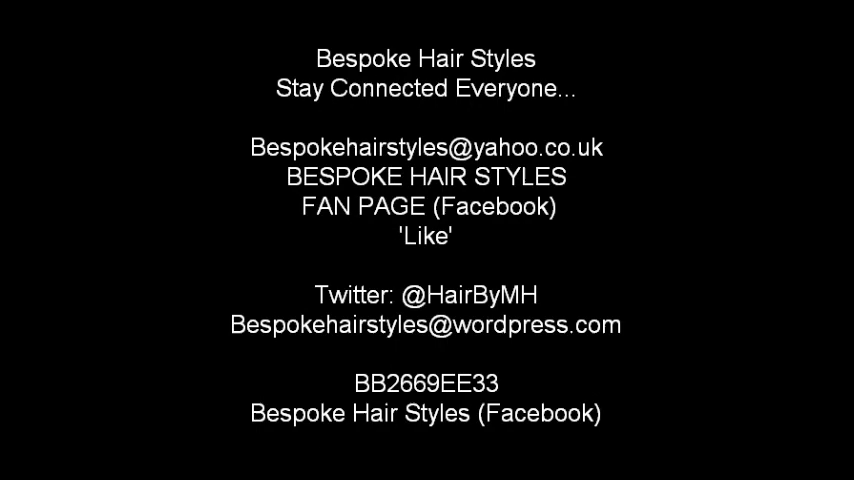 Bespoke Hair Styles
Stay Connected Everyone...
Bespokehairstyles@yahoo.co.uk
BESPOKE HAIR STYLES
FAN PAGE (Facebook)
'Like'
Twitter: @HairByMH
Bespokehairstyles@wordpress.com
BB2669EE33
Bespoke Hair Styles (Facebook)